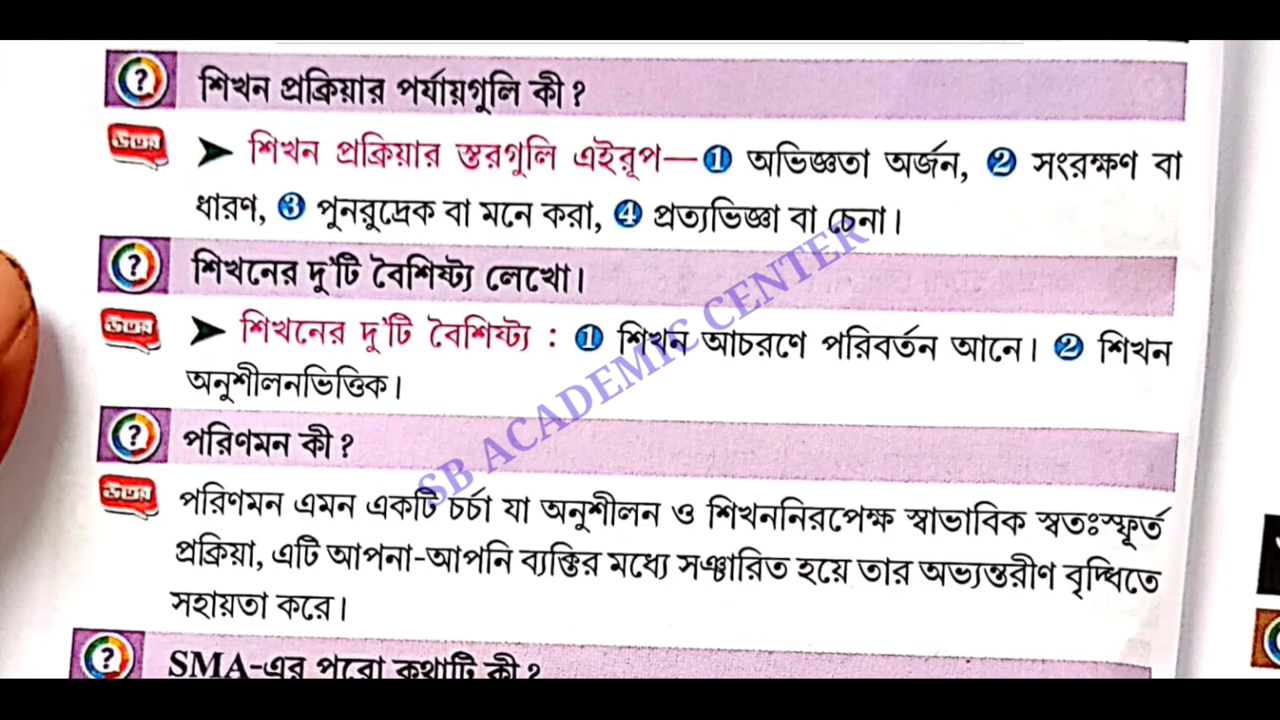 শিখন প্রক্রিয়ার পর্যায়গুলি কী ?
উত্তর ➤ শিখন প্রক্রিয়ার স্তরগুলি এইরূপ— ❶ অভিজ্ঞতা অর্জন, ❷ সংরক্ষণ বা
ধারণ, ❸ পুনরুদ্রেক বা মনে করা, ❹ প্রত্যভিজ্ঞা বা চেনা।
শিখনের দু'টি বৈশিষ্ট্য লেখো।
উত্তর ➤ শিখনের দু'টি বৈশিষ্ট্য : ❶ শিখন আচরণে পরিবর্তন আনে। ❷ শিখন
অনুশীলনভিত্তিক।
পরিণমন কী ?
উত্তর পরিণমন এমন একটি চর্চা যা অনুশীলন ও শিখননিরপেক্ষ স্বাভাবিক স্বতঃস্ফূর্ত
প্রক্রিয়া, এটি আপনা-আপনি ব্যক্তির মধ্যে সঞ্চারিত হয়ে তার অভ্যন্তরীণ বৃদ্ধিতে
সহায়তা করে।
SMA-এর পুরো কথাটি কী ?
SB ACADEMIC CENTER